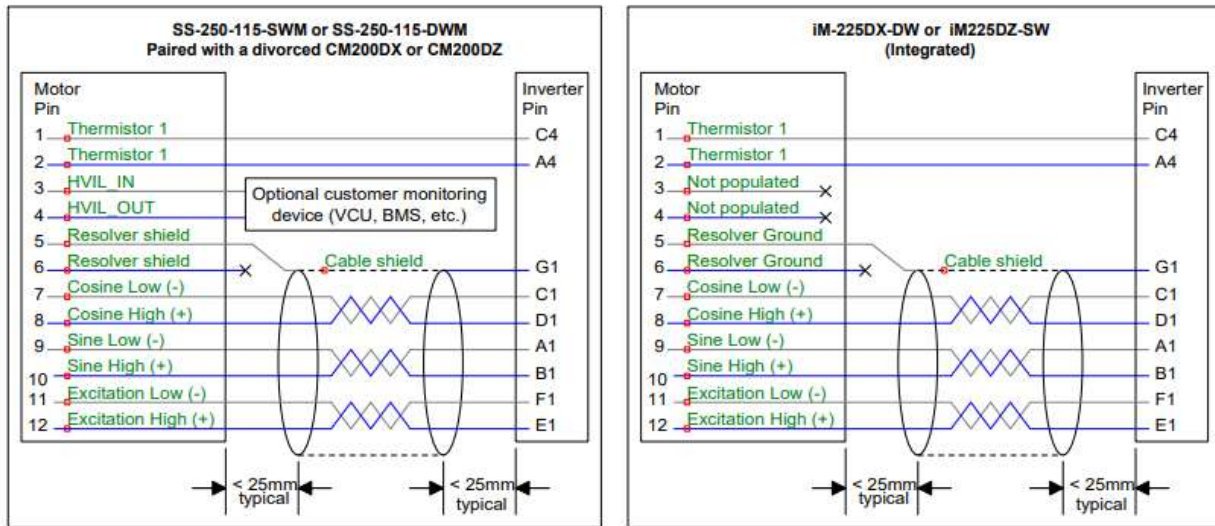 SS-250-115-SWM or SS-250-115-DWM
Paired with a divorced CM200DX or CM200DZ
Motor
Pin
Inverter
Pin
1 Thermistor 1 C4
2 Thermistor 1 A4
3 HVIL_IN
4 HVIL_OUT
Optional customer monitoring
device (VCU, BMS, etc.)
5 Resolver shield
6 Resolver shield Cable shield G1
7 Cosine Low (-) C1
8 Cosine High (+) D1
9 Sine Low (-) A1
10 Sine High (+) B1
11 Excitation Low (-) F1
12 Excitation High (+) E1
< 25mm
typical
< 25mm
typical
iM-225DX-DW or iM225DZ-SW
(Integrated)
Motor
Pin
Inverter
Pin
1 Thermistor 1 C4
2 Thermistor 1 A4
3 Not populated
4 Not populated
5 Resolver Ground
6 Resolver Ground Cable shield G1
7 Cosine Low (-) C1
8 Cosine High (+) D1
9 Sine Low (-) A1
10 Sine High (+) B1
11 Excitation Low (-) F1
12 Excitation High (+) E1
< 25mm
typical
< 25mm
typical